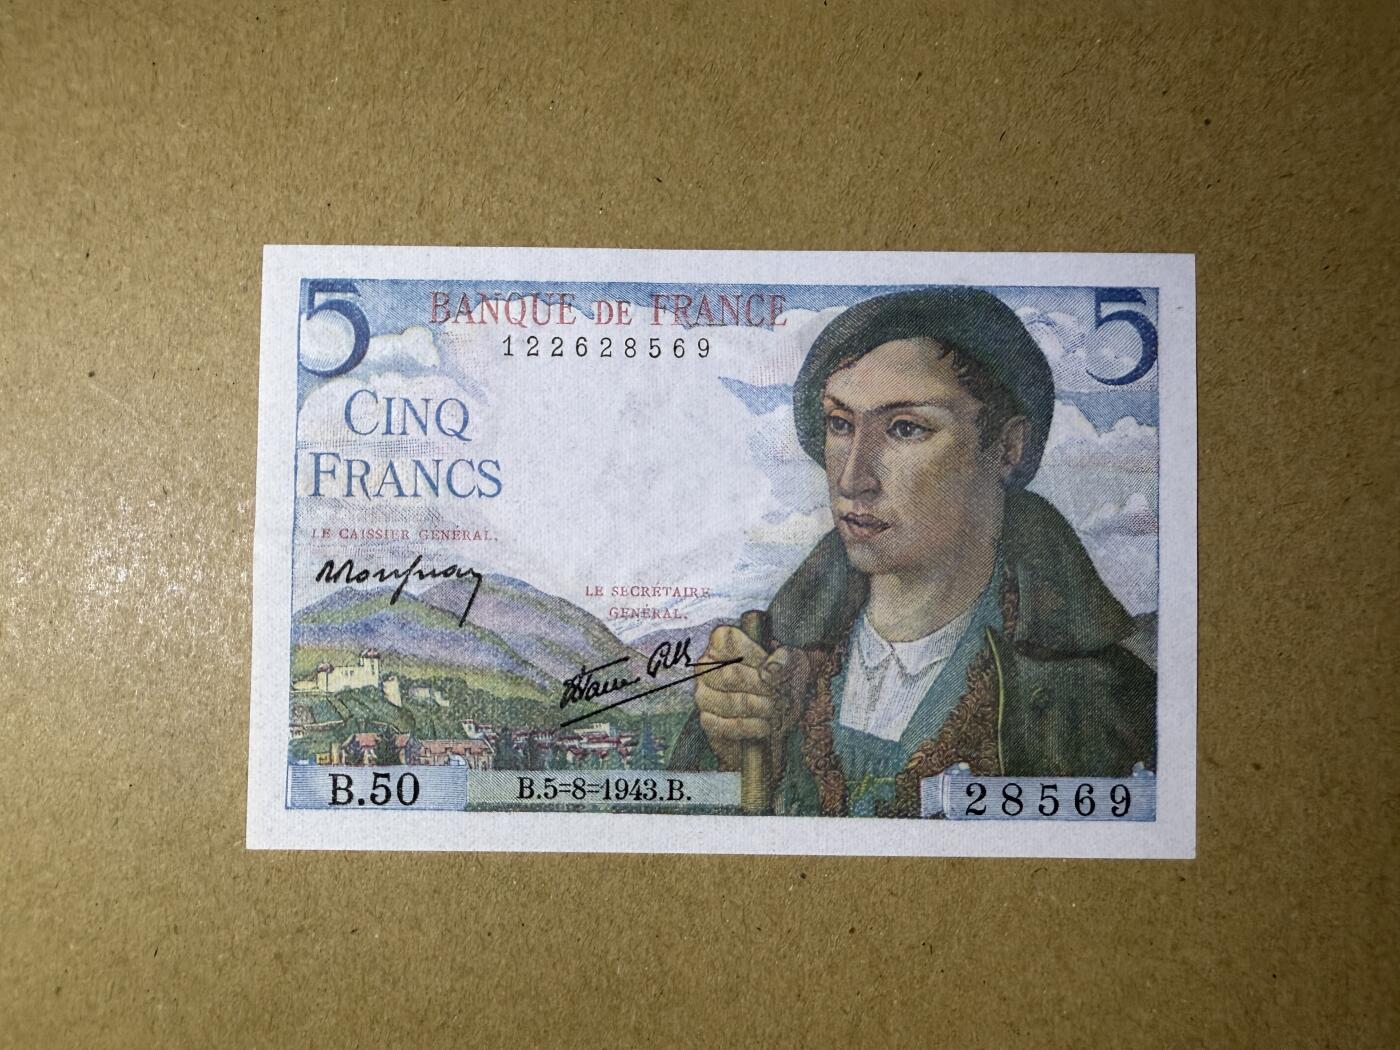 5 BANQUE DE FRANCE 5
122628569
CINQ
FRANCS
LE CAISSIER GÉNÉRAL,
LE SECRÉTAIRE
GÉNÉRAL,
B.50 B.5=8=1943.B. 28569